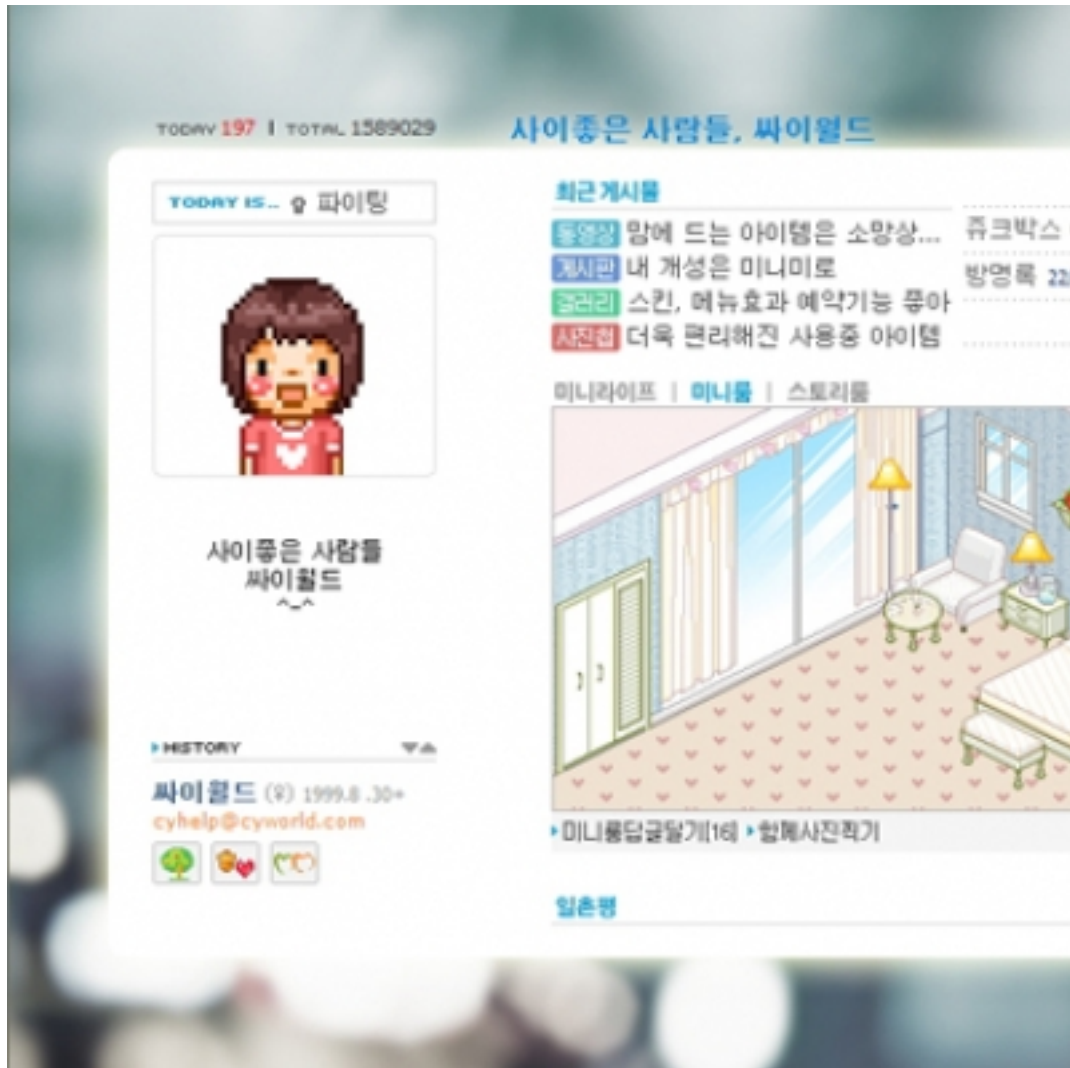 TODAY 197 | TOTAL 1589029
사이좋은 사람들, 싸이월드
TODAY IS.. 파이팅
사이좋은 사람들
싸이월드
^_^
HISTORY
싸이월드 (♀) 1999.8 .30*
cyhelp@cyworld.com
최근 게시물
동영상 맘에 드는 아이템은 소망상...
게시판 내 개성은 미니미로
갤러리 스킨, 메뉴효과 예약기능 좋아
사진첩 더욱 편리해진 사용중 아이템
쥬크박스
방명록 22
미니라이프 | 미니룸 | 스토리룸
미니룸답글달기[16] 함께사진찍기
일촌평